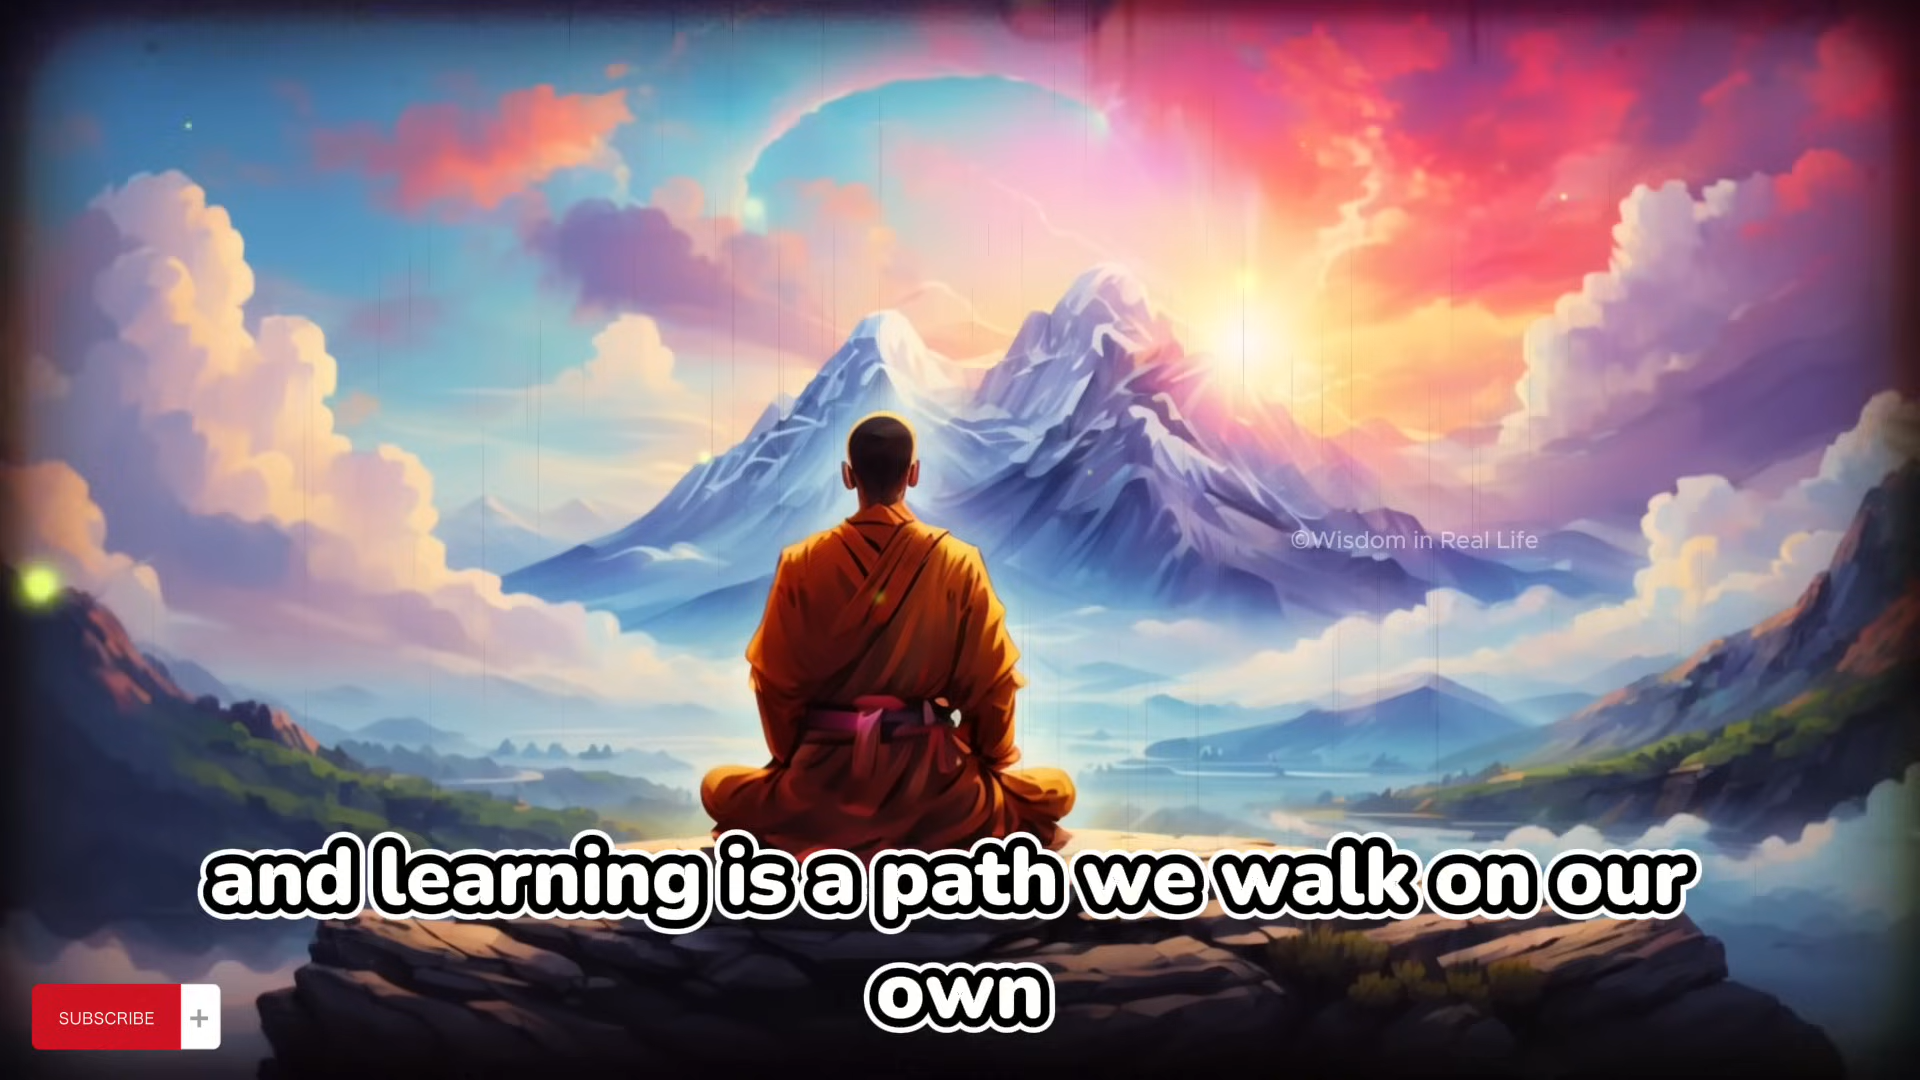 ©Wisdom in Real Life
and learning is a path we walk on our
own
SUBSCRIBE +